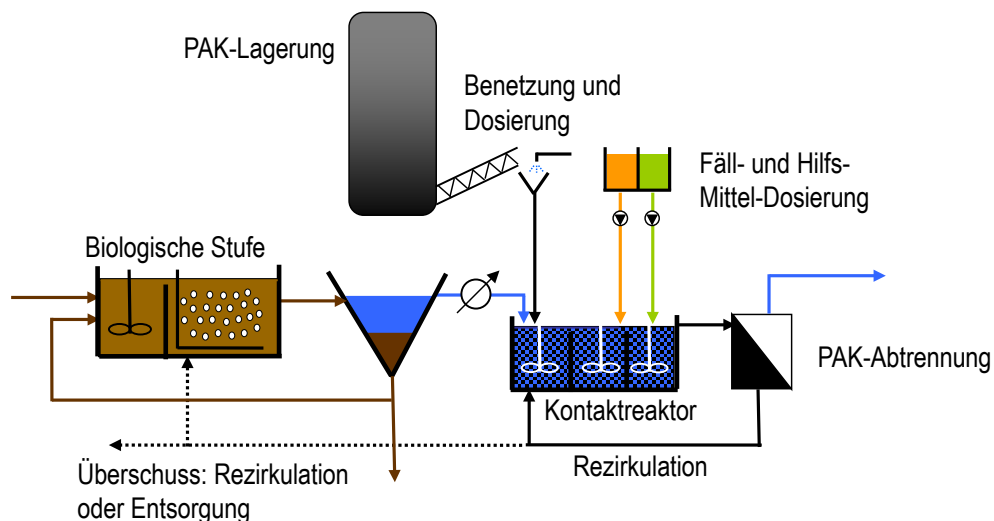 PAK-Lagerung
Benetzung und
Dosierung
Fäll- und Hilfs-
Mittel-Dosierung
Biologische Stufe
PAK-Abtrennung
Kontaktreaktor
Rezirkulation
Überschuss: Rezirkulation
oder Entsorgung